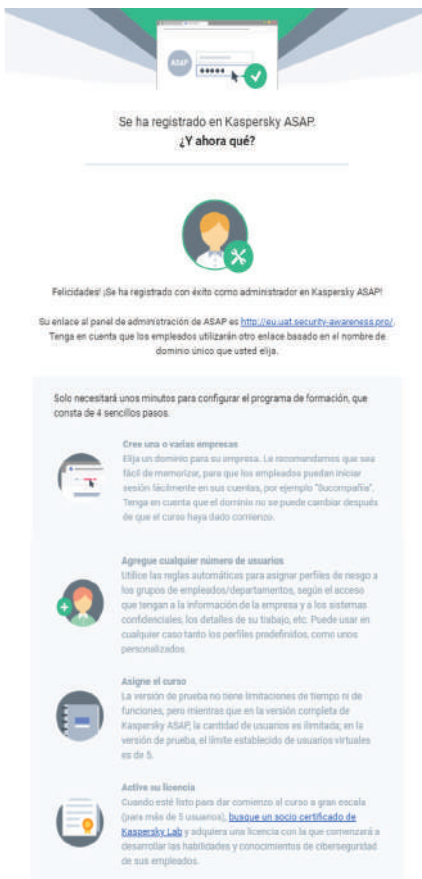 ASAP
Se ha registrado en Kaspersky ASAP.
¿Y ahora qué?
Felicidades! ¡Se ha registrado con éxito como administrador en Kaspersky ASAP!
Su enlace al panel de administración de ASAP es http://eu.uat.security-awareness.pro/.
Tenga en cuenta que los empleados utilizarán otro enlace basado en el nombre de
dominio único que usted elija.
Solo necesitará unos minutos para configurar el programa de formación, que
consta de 4 sencillos pasos.
Cree una o varias empresas
Elija un dominio para su empresa. Le recomendamos que sea
fácil de memorizar, para que los empleados puedan iniciar
sesión fácilmente en sus cuentas, por ejemplo "Sucompañía".
Tenga en cuenta que el dominio no se puede cambiar después
de que el curso haya dado comienzo.
Agregue cualquier número de usuarios
Utilice las reglas automáticas para asignar perfiles de riesgo a
los grupos de empleados/departamentos, según el acceso
que tengan a la información de la empresa y a los sistemas
confidenciales, los detalles de su trabajo, etc. Puede usar en
cualquier caso tanto los perfiles predefinidos, como unos
personalizados.
Asigne el curso
La versión de prueba no tiene limitaciones de tiempo ni de
funciones, pero mientras que en la versión completa de
Kaspersky ASAP, la cantidad de usuarios es ilimitada; en la
versión de prueba, el límite establecido de usuarios virtuales
es de 5.
Active su licencia
Cuando esté listo para dar comienzo al curso a gran escala
(para más de 5 usuarios), busque un socio certificado de
Kaspersky Lab y adquiera una licencia con la que comenzará a
desarrollar las habilidades y conocimientos de ciberseguridad
de sus empleados.